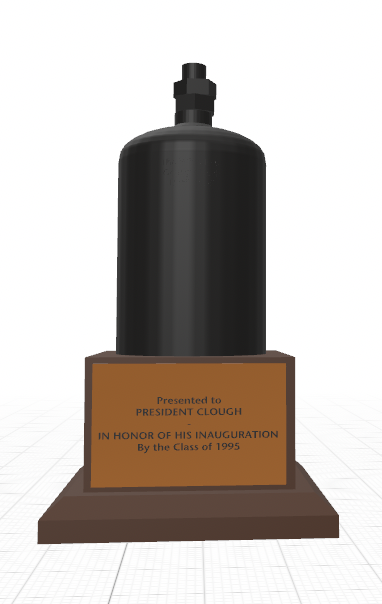 Presented to
PRESIDENT CLOUGH
-
IN HONOR OF HIS INAUGURATION
By the Class of 1995